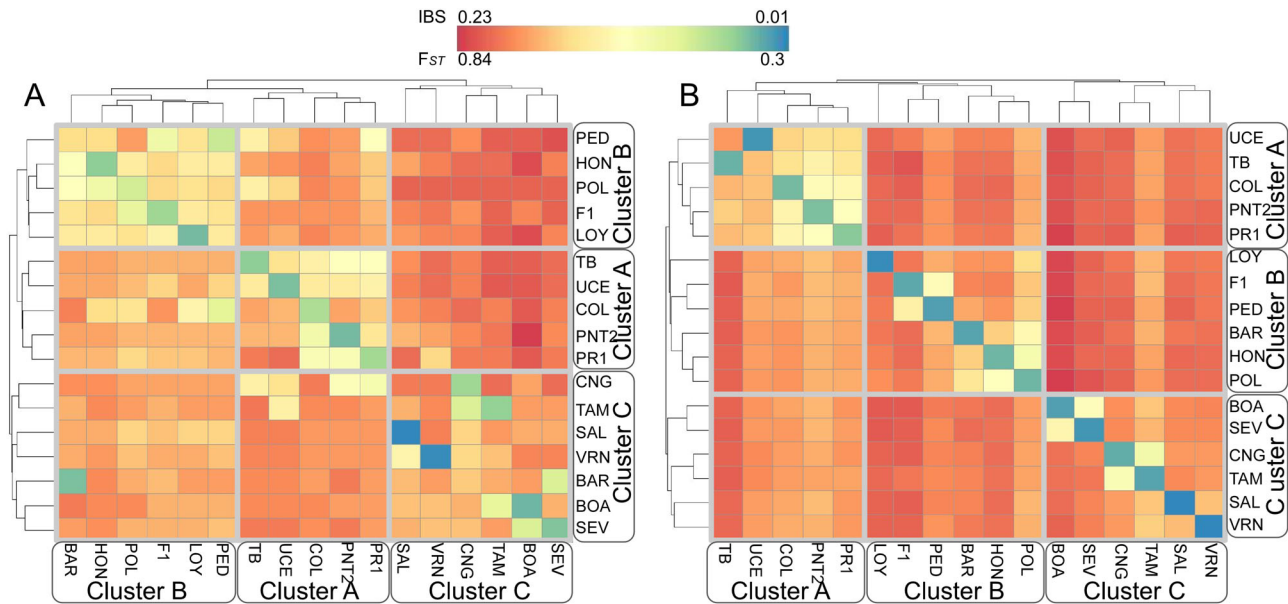 IBS 0.23 0.01
FST 0.84 0.3
A
PED
HON
POL
F1
LOY
Cluster B
TB
UCE
COL
PNT2
PR1
Cluster A
CNG
TAM
SAL
VRN
BAR
BOA
SEV
Cluster C
BAR HON POL F1 LOY PED
Cluster B
TB UCE COL PNT2 PR1
Cluster A
SAL VRN CNG TAM BOA SEV
Cluster C
B
UCE
TB
COL
PNT2
PR1
Cluster A
LOY
F1
PED
BAR
HON
POL
Cluster B
BOA
SEV
CNG
TAM
SAL
VRN
Cluster C
TB UCE COL PNT2 PR1
Cluster A
LOY F1 PED BAR HON POL
Cluster B
BOA SEV CNG TAM SAL VRN
Cluster C